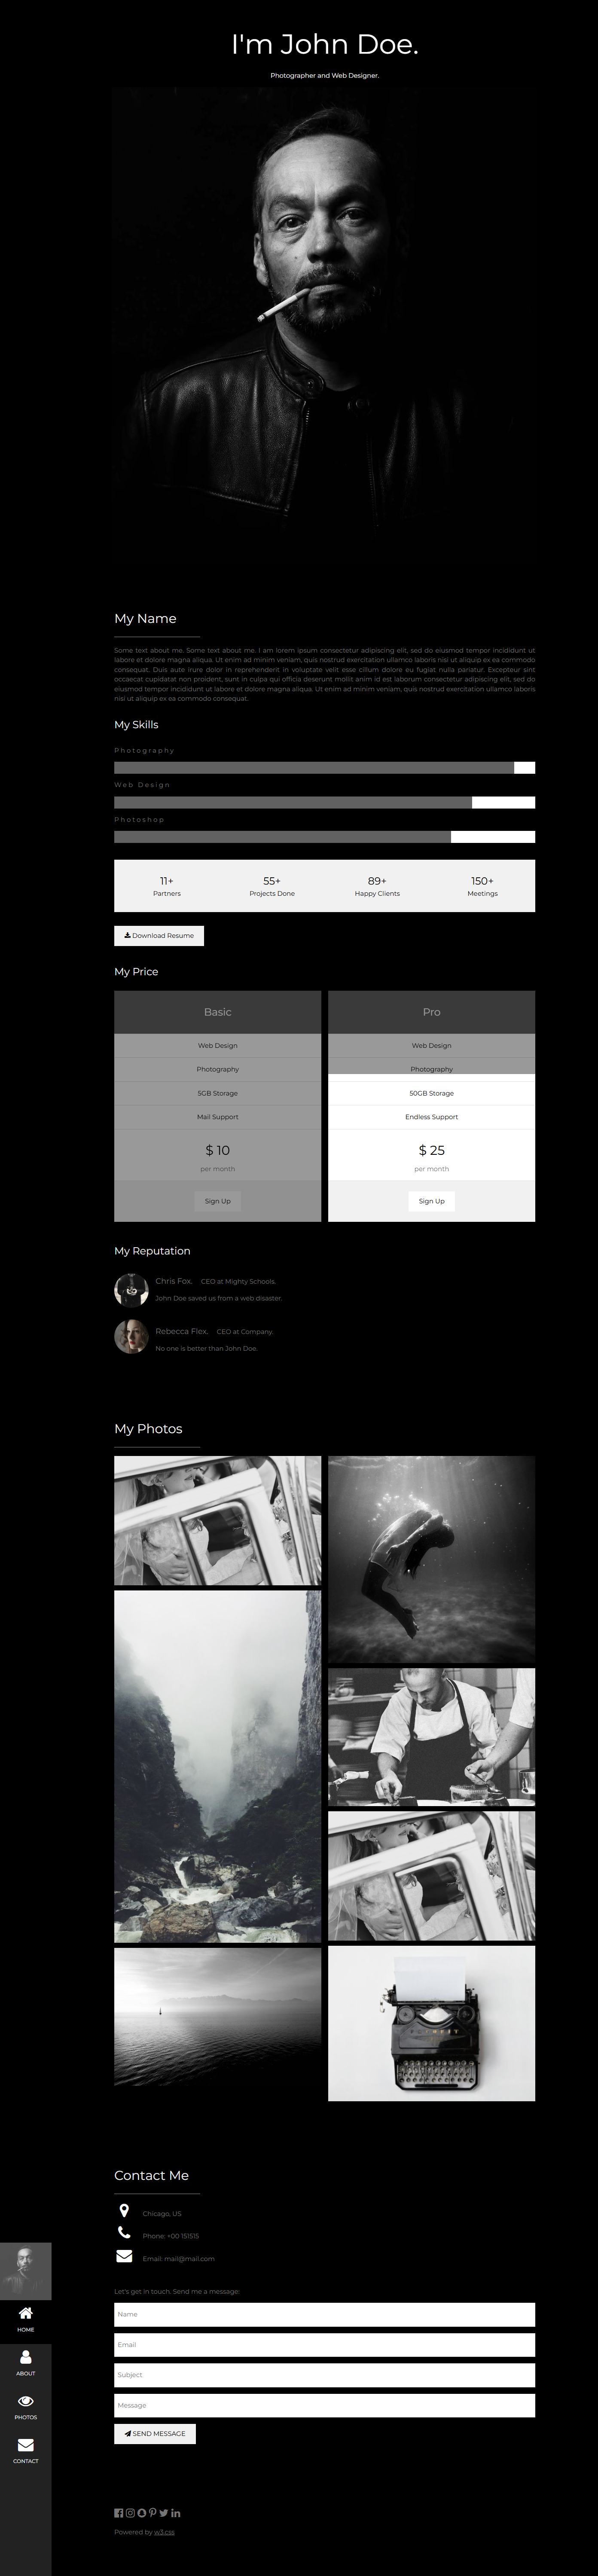 I'm John Doe.
Photographer and Web Designer.
My Name
Some text about me. Some text about me. I am lorem ipsum consectetur adipiscing elit, sed do eiusmod tempor incididunt ut
labore et dolore magna aliqua. Ut enim ad minim veniam, quis nostrud exercitation ullamco laboris nisi ut aliquip ex ea commodo
consequat. Duis aute irure dolor in reprehenderit in voluptate velit esse cillum dolore eu fugiat nulla pariatur. Excepteur sint
occaecat cupidatat non proident, sunt in culpa qui officia deserunt mollit anim id est laborum consectetur adipiscing elit, sed do
eiusmod tempor incididunt ut labore et dolore magna aliqua. Ut enim ad minim veniam, quis nostrud exercitation ullamco laboris
nisi ut aliquip ex ea commodo consequat.
My Skills
Photography
Web Design
Photoshop
11+
Partners
55+
Projects Done
89+
Happy Clients
150+
Meetings
Download Resume
My Price
Basic
Web Design
Photography
5GB Storage
Mail Support
$ 10
per month
Sign Up
Pro
Web Design
Photography
50GB Storage
Endless Support
$ 25
per month
Sign Up
My Reputation
Chris Fox. CEO at Mighty Schools.
John Doe saved us from a web disaster.
Rebecca Flex. CEO at Company.
No one is better than John Doe.
My Photos
Contact Me
Chicago, US
Phone: +00 151515
Email: mail@mail.com
Let's get in touch. Send me a message:
Name
Email
Subject
Message
SEND MESSAGE
HOME
ABOUT
PHOTOS
CONTACT
Powered by w3.css